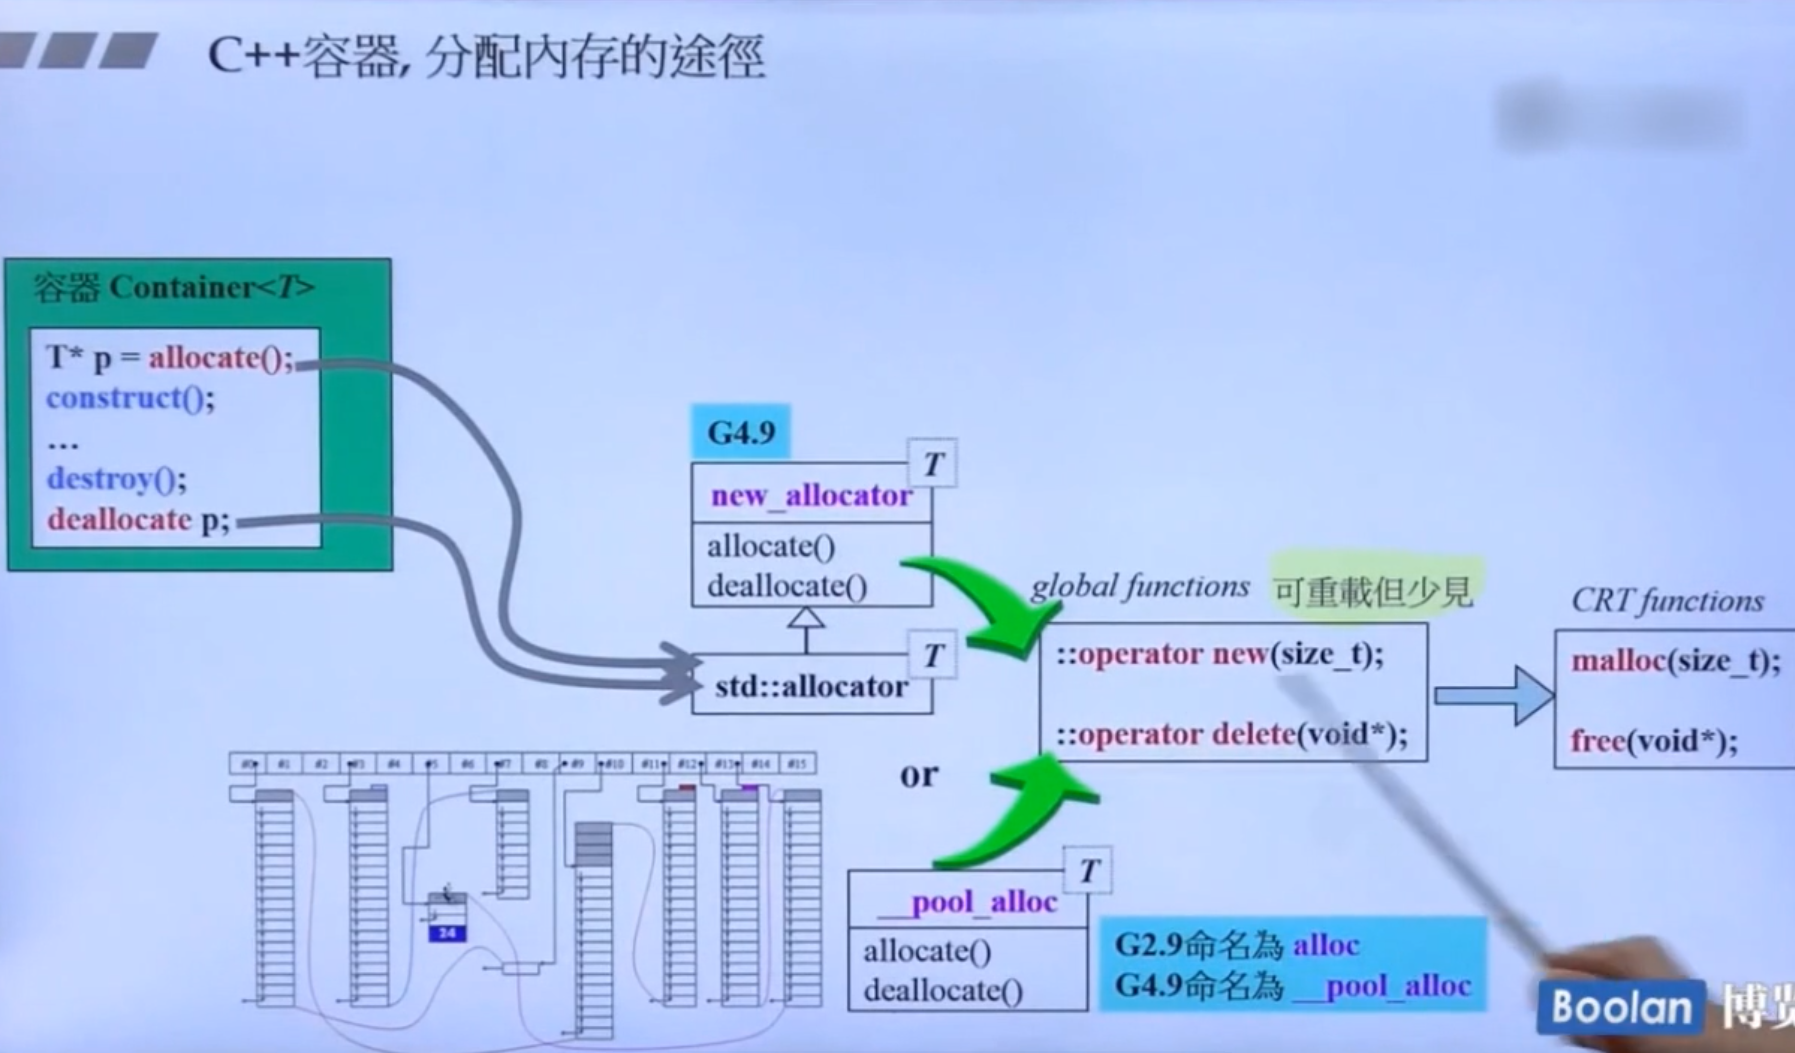 C++容器, 分配內存的途徑
容器 Container<T>
T* p = allocate();
construct();
...
destroy();
deallocate p;
G4.9
T
new_allocator
allocate()
deallocate()
T
std::allocator
global functions 可重載但少見
::operator new(size_t);
::operator delete(void*);
CRT functions
malloc(size_t);
free(void*);
#1 #2 #3 #4 #5 #6 #7 #8 #9 #10 #11 #12 #13 #14 #15
24
or
T
__pool_alloc
allocate()
deallocate()
G2.9命名為 alloc
G4.9命名為 __pool_alloc
Boolan 博览